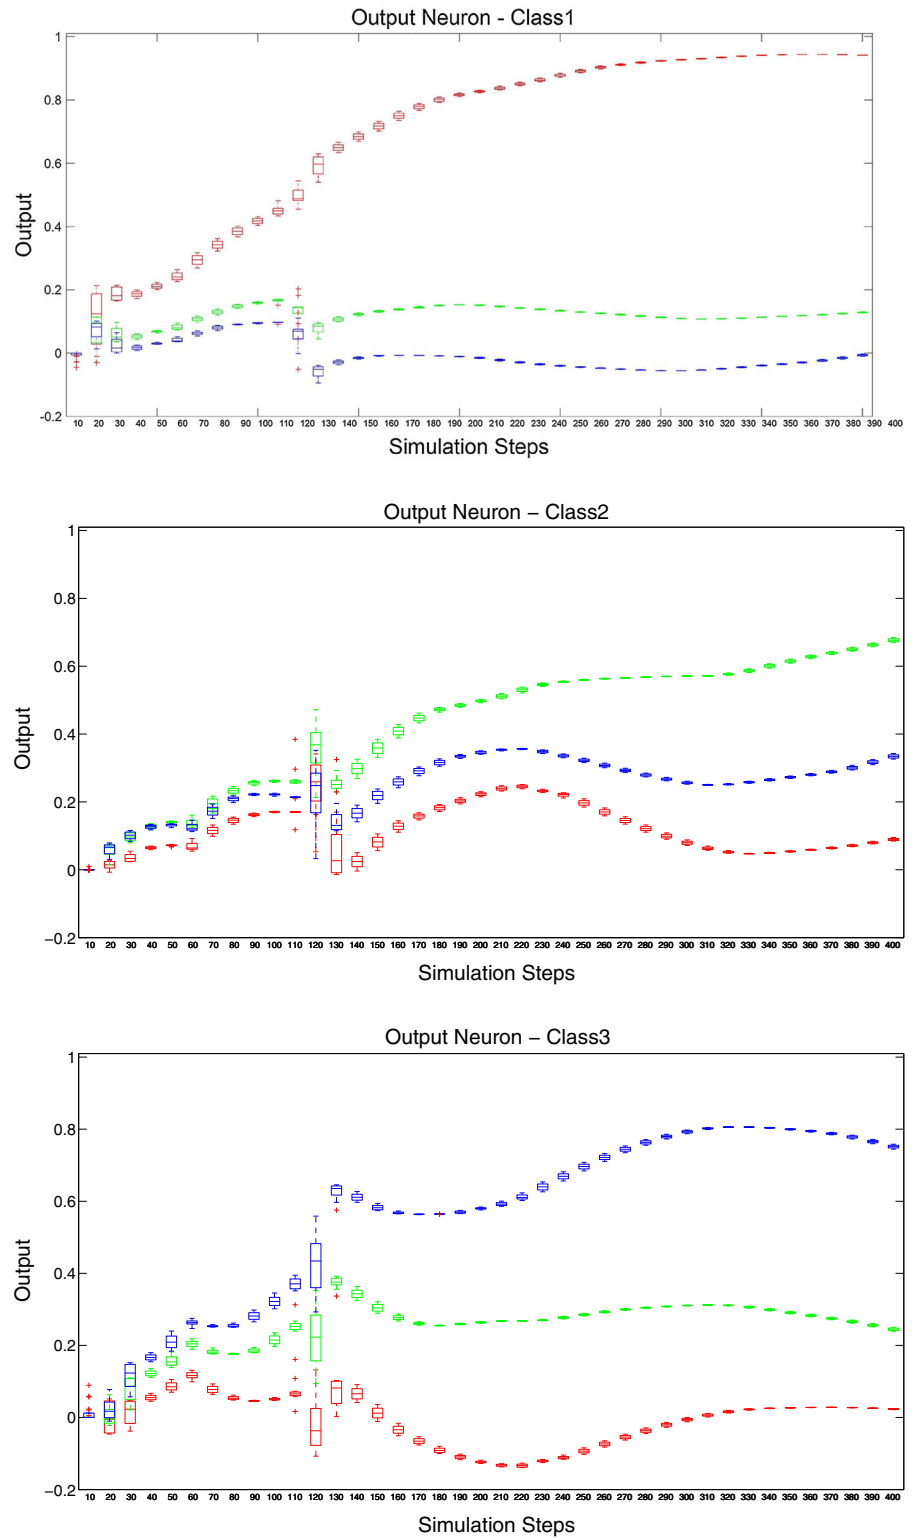 Output Neuron - Class1
1
0.8
0.6
0.4
0.2
0
-0.2
Output
10 20 30 40 50 60 70 80 90 100 110 120 130 140 150 160 170 180 190 200 210 220 230 240 250 260 270 280 290 300 310 320 330 340 350 360 370 380 390 400
Simulation Steps
Output Neuron – Class2
1
0.8
0.6
0.4
0.2
0
−0.2
Output
10 20 30 40 50 60 70 80 90 100 110 120 130 140 150 160 170 180 190 200 210 220 230 240 250 260 270 280 290 300 310 320 330 340 350 360 370 380 390 400
Simulation Steps
Output Neuron – Class3
1
0.8
0.6
0.4
0.2
0
−0.2
Output
10 20 30 40 50 60 70 80 90 100 110 120 130 140 150 160 170 180 190 200 210 220 230 240 250 260 270 280 290 300 310 320 330 340 350 360 370 380 390 400
Simulation Steps